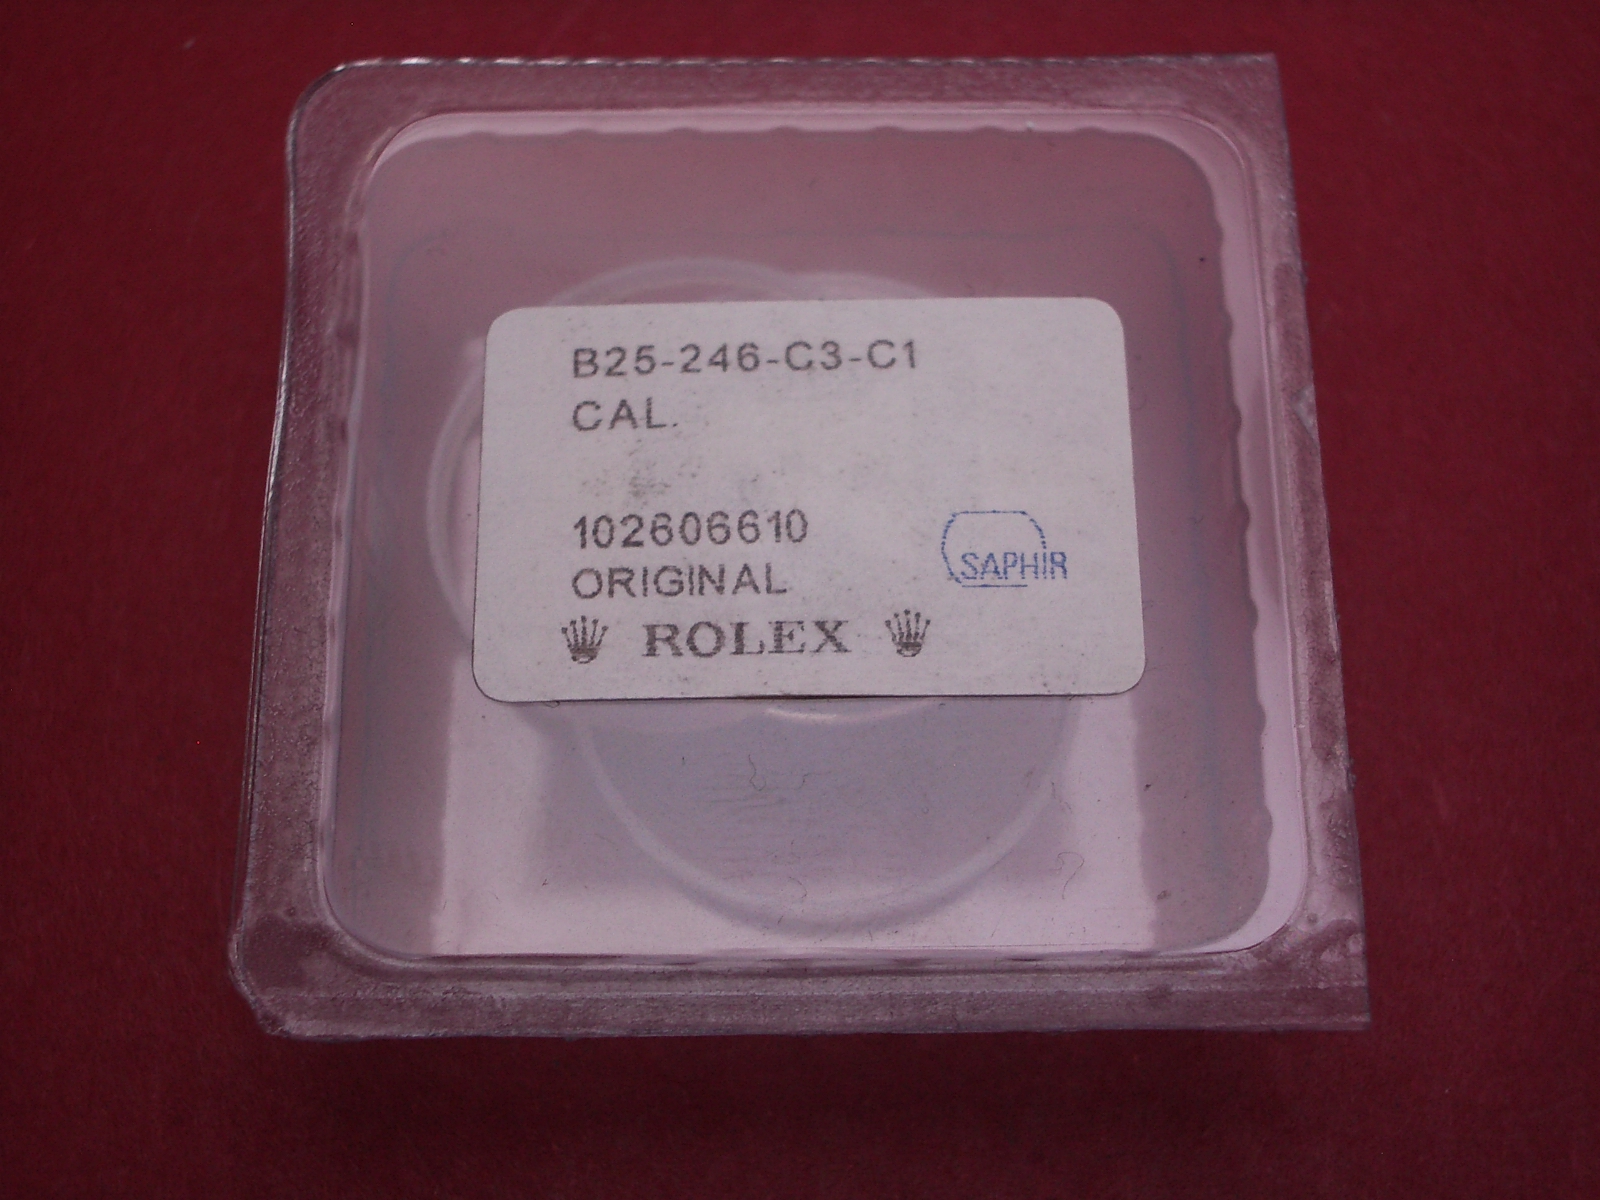 B25-246-C3-C1
CAL.
102606610
ORIGINAL
SAPHIR
ROLEX